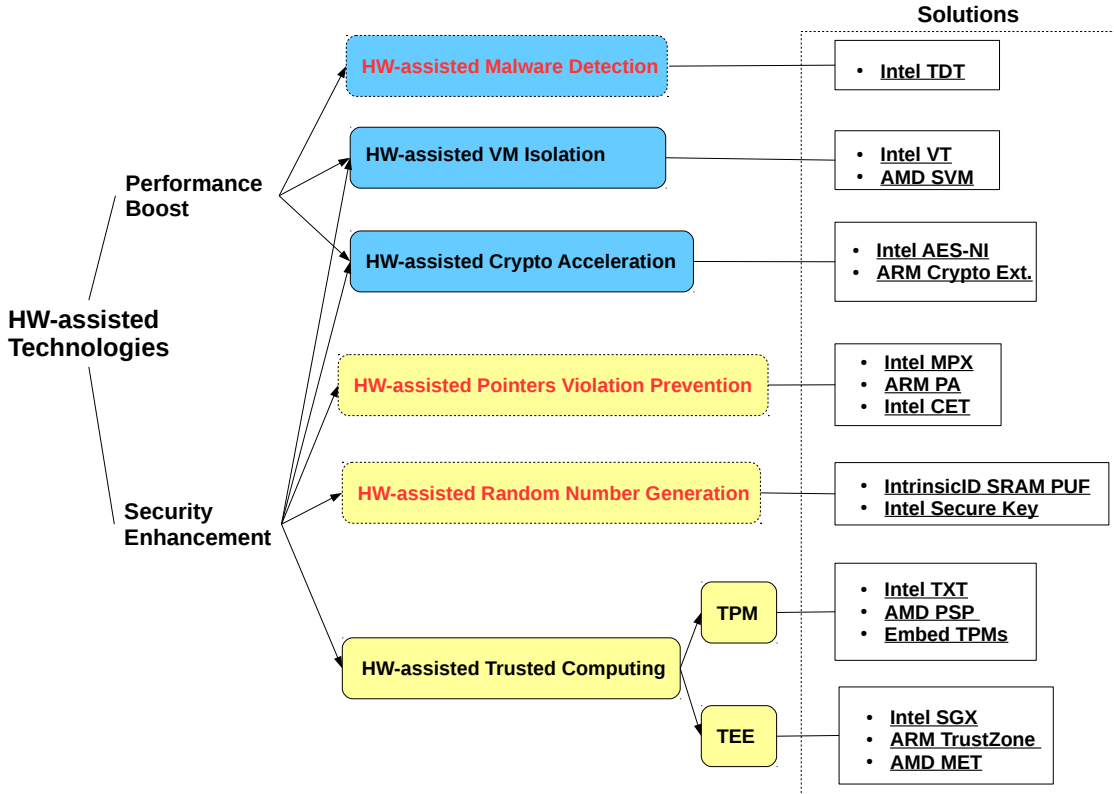 Solutions
HW-assisted Malware Detection
• Intel TDT
HW-assisted VM Isolation
• Intel VT
• AMD SVM
Performance
Boost
HW-assisted Crypto Acceleration
• Intel AES-NI
• ARM Crypto Ext.
HW-assisted
Technologies
HW-assisted Pointers Violation Prevention
• Intel MPX
• ARM PA
• Intel CET
HW-assisted Random Number Generation
• IntrinsicID SRAM PUF
• Intel Secure Key
Security
Enhancement
HW-assisted Trusted Computing
TPM
• Intel TXT
• AMD PSP
• Embed TPMs
TEE
• Intel SGX
• ARM TrustZone
• AMD MET